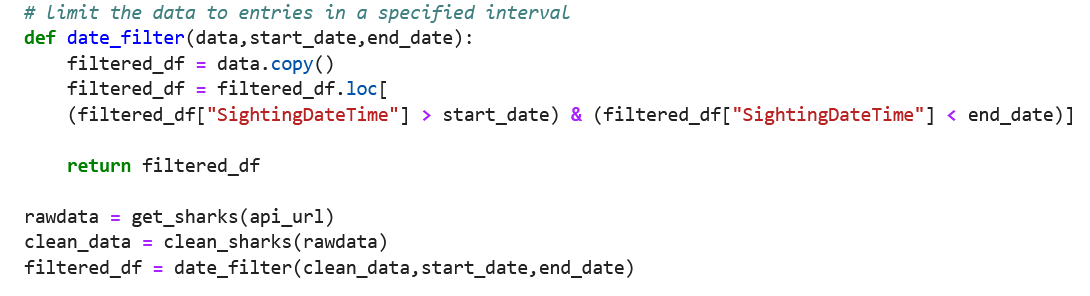 # limit the data to entries in a specified interval
def date_filter(data,start_date,end_date):
    filtered_df = data.copy()
    filtered_df = filtered_df.loc[
    (filtered_df["SightingDateTime"] > start_date) & (filtered_df["SightingDateTime"] < end_date)]
    return filtered_df
rawdata = get_sharks(api_url)
clean_data = clean_sharks(rawdata)
filtered_df = date_filter(clean_data,start_date,end_date)